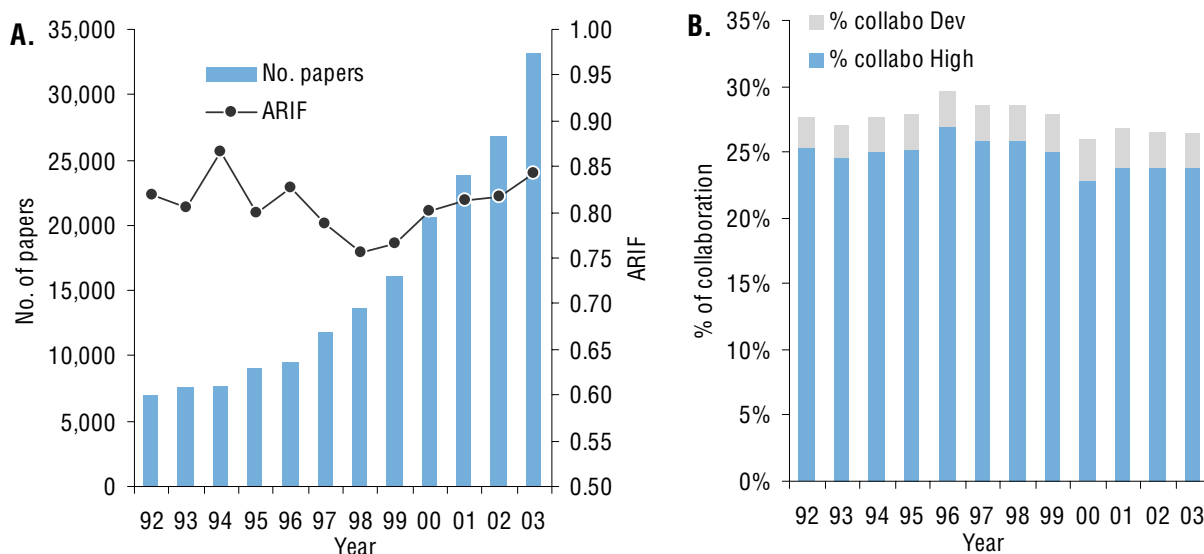 A.
No. papers
ARIF
No. of papers
35,000
30,000
25,000
20,000
15,000
10,000
5,000
0
1.00
0.95
0.90
0.85
0.80
0.75
0.70
0.65
0.60
0.55
0.50
ARIF
92 93 94 95 96 97 98 99 00 01 02 03
Year
B.
% collabo Dev
% collabo High
% of collaboration
35%
30%
25%
20%
15%
10%
5%
0%
92 93 94 95 96 97 98 99 00 01 02 03
Year